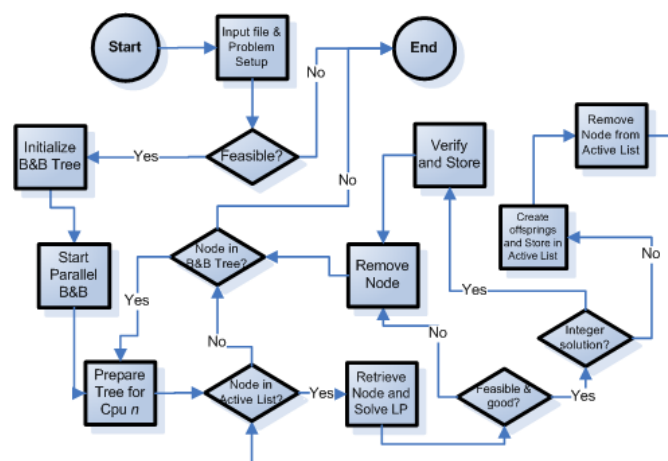 Start
Input file &
Problem
Setup
End
No
Feasible?
Yes
Initialize
B&B Tree
Verify
and Store
Remove
Node from
Active List
No
Create
offsprings
and Store in
Active List
Start
Parallel
B&B
Node in
B&B Tree?
Remove
Node
No
Yes
Yes
Integer
solution?
No
No
Prepare
Tree for
Cpu n
Node in
Active List?
Yes
Retrieve
Node and
Solve LP
Feasible &
good?
Yes